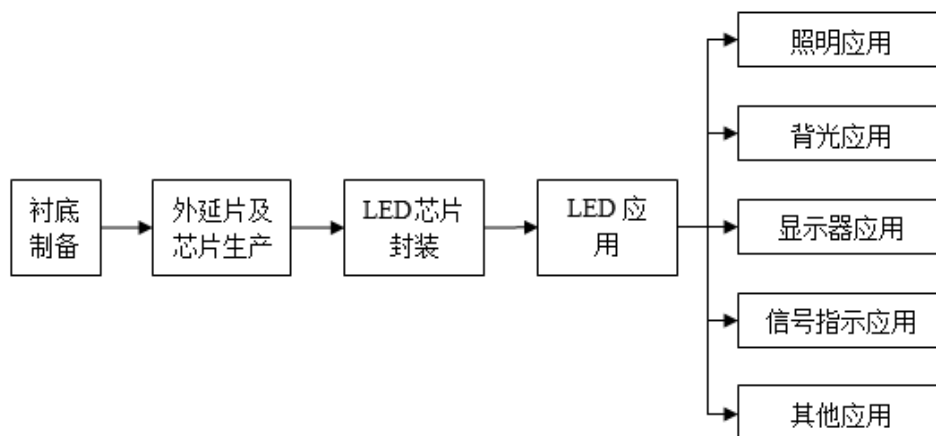 衬底
制备
外延片及
芯片生产
LED芯片
封装
LED 应
用
照明应用
背光应用
显示器应用
信号指示应用
其他应用